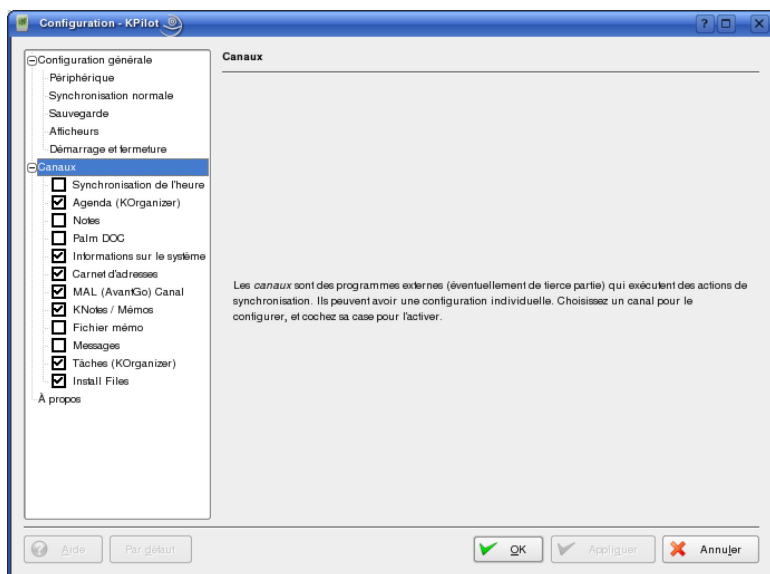 Configuration - KPilot
Configuration générale
Périphérique
Synchronisation normale
Sauvegarde
Afficheurs
Démarrage et fermeture
Canaux
Synchronisation de l'heure
Agenda (KOrganizer)
Notes
Palm DOC
Informations sur le système
Carnet d'adresses
MAL (AvantGo) Canal
KNotes / Mémos
Fichier mémo
Messages
Tâches (KOrganizer)
Install Files
À propos
Canaux
Les canaux sont des programmes externes (éventuellement de tierce partie) qui exécutent des actions de
synchronisation. Ils peuvent avoir une configuration individuelle. Choisissez un canal pour le
configurer, et cochez sa case pour l'activer.
Aide
Par défaut
OK
Appliquer
Annuler